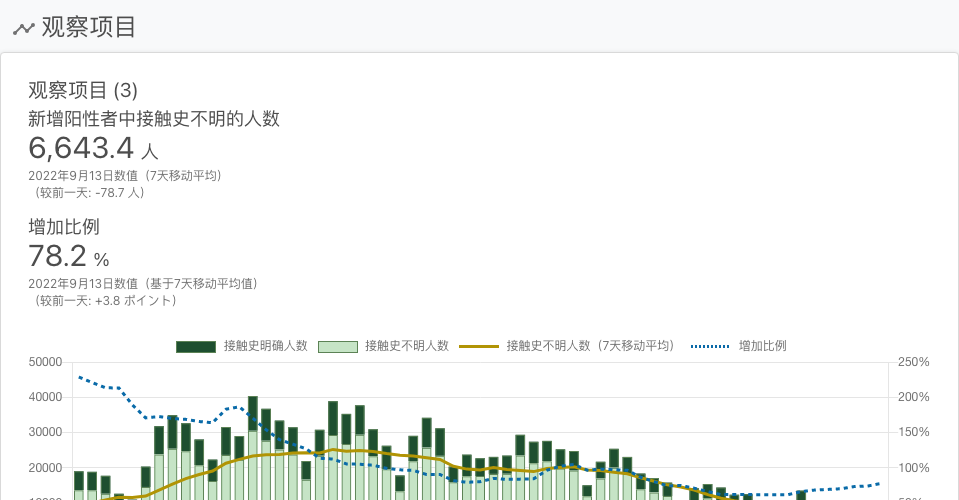 观察项目
观察项目 (3)
新增阳性者中接触史不明的人数
6,643.4 人
2022年9月13日数值（7天移动平均）
（较前一天: -78.7 人）
增加比例
78.2 %
2022年9月13日数值（基于7天移动平均值）
（较前一天: +3.8 ポイント）
接触史明确人数 接触史不明人数 接触史不明人数（7天移动平均） 增加比例
50000 250%
40000 200%
30000 150%
20000 100%
10000 50%